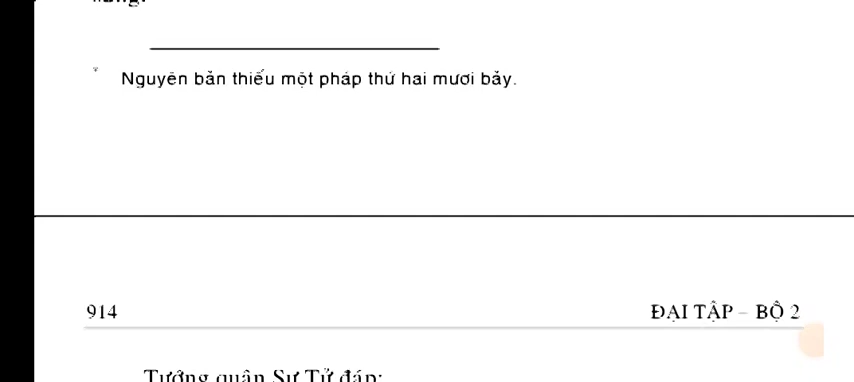 Nguyên bản thiếu một pháp thứ hai mươi bảy.
914 ĐẠI TẬP – BỘ 2
Tướng quân Sư Tử đáp: